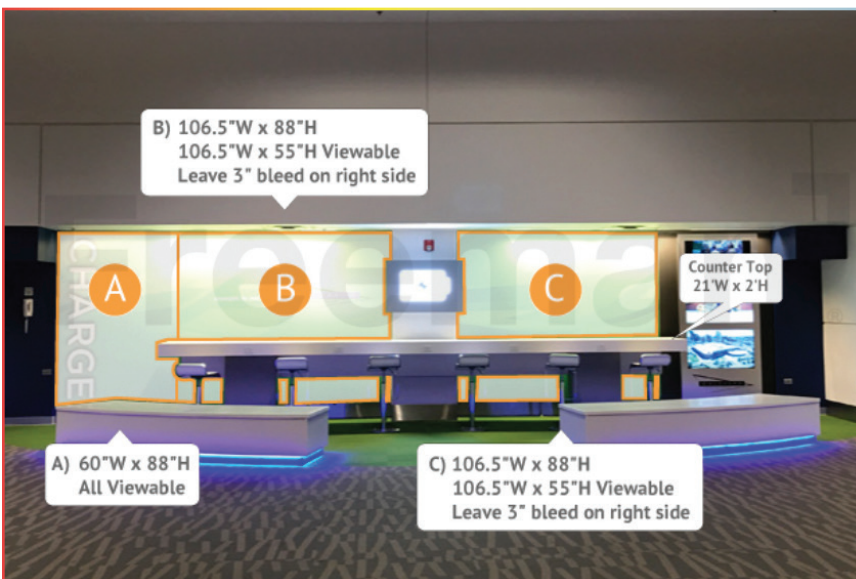 B) 106.5"W x 88"H
106.5"W x 55"H Viewable
Leave 3" bleed on right side
Freeman
CHARGE
A
B
C
Counter Top
21'W x 2'H
A) 60"W x 88"H
All Viewable
C) 106.5"W x 88"H
106.5"W x 55"H Viewable
Leave 3" bleed on right side